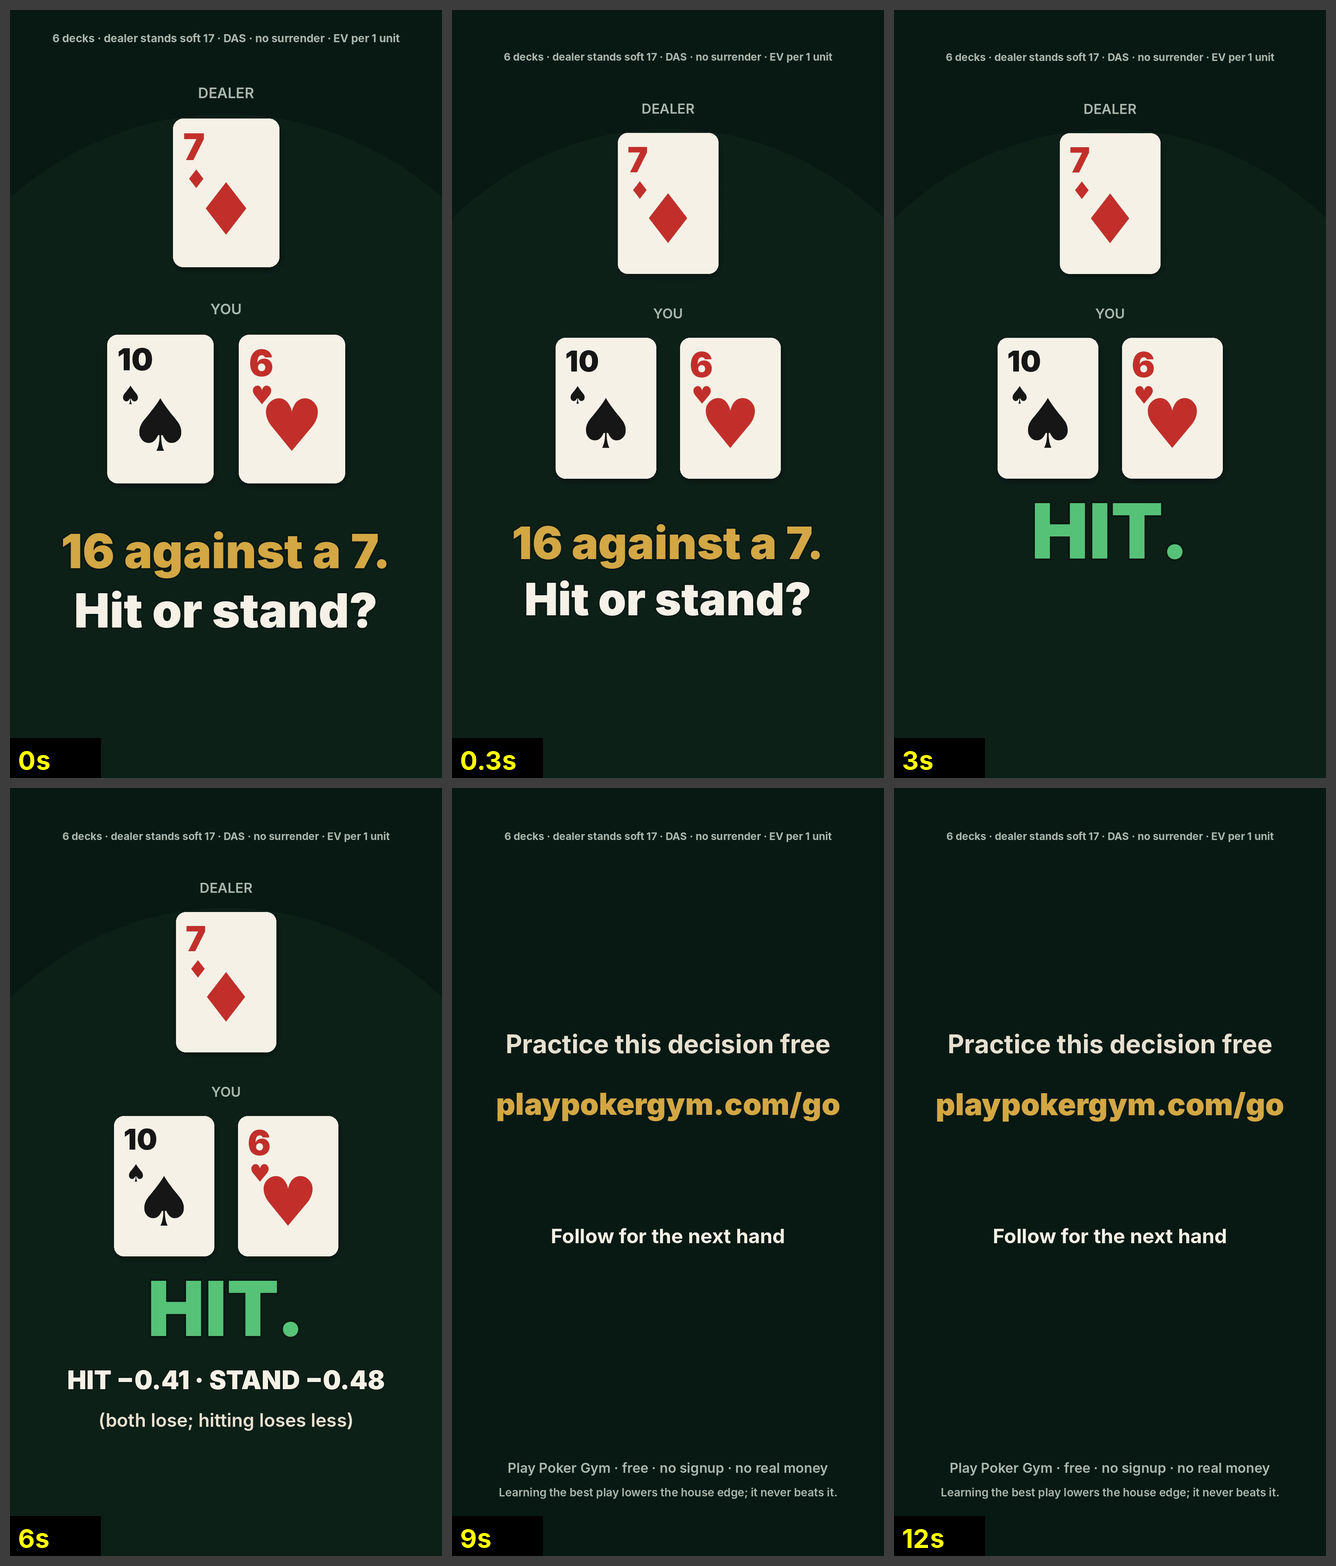 6 decks · dealer stands soft 17 · DAS · no surrender · EV per 1 unit
DEALER
7
YOU
10
6
16 against a 7.
Hit or stand?
0s
6 decks · dealer stands soft 17 · DAS · no surrender · EV per 1 unit
DEALER
7
YOU
10
6
16 against a 7.
Hit or stand?
0.3s
6 decks · dealer stands soft 17 · DAS · no surrender · EV per 1 unit
DEALER
7
YOU
10
6
HIT.
3s
6 decks · dealer stands soft 17 · DAS · no surrender · EV per 1 unit
DEALER
7
YOU
10
6
HIT.
HIT −0.41 · STAND −0.48
(both lose; hitting loses less)
6s
6 decks · dealer stands soft 17 · DAS · no surrender · EV per 1 unit
Practice this decision free
playpokergym.com/go
Follow for the next hand
Play Poker Gym · free · no signup · no real money
Learning the best play lowers the house edge; it never beats it.
9s
6 decks · dealer stands soft 17 · DAS · no surrender · EV per 1 unit
Practice this decision free
playpokergym.com/go
Follow for the next hand
Play Poker Gym · free · no signup · no real money
Learning the best play lowers the house edge; it never beats it.
12s